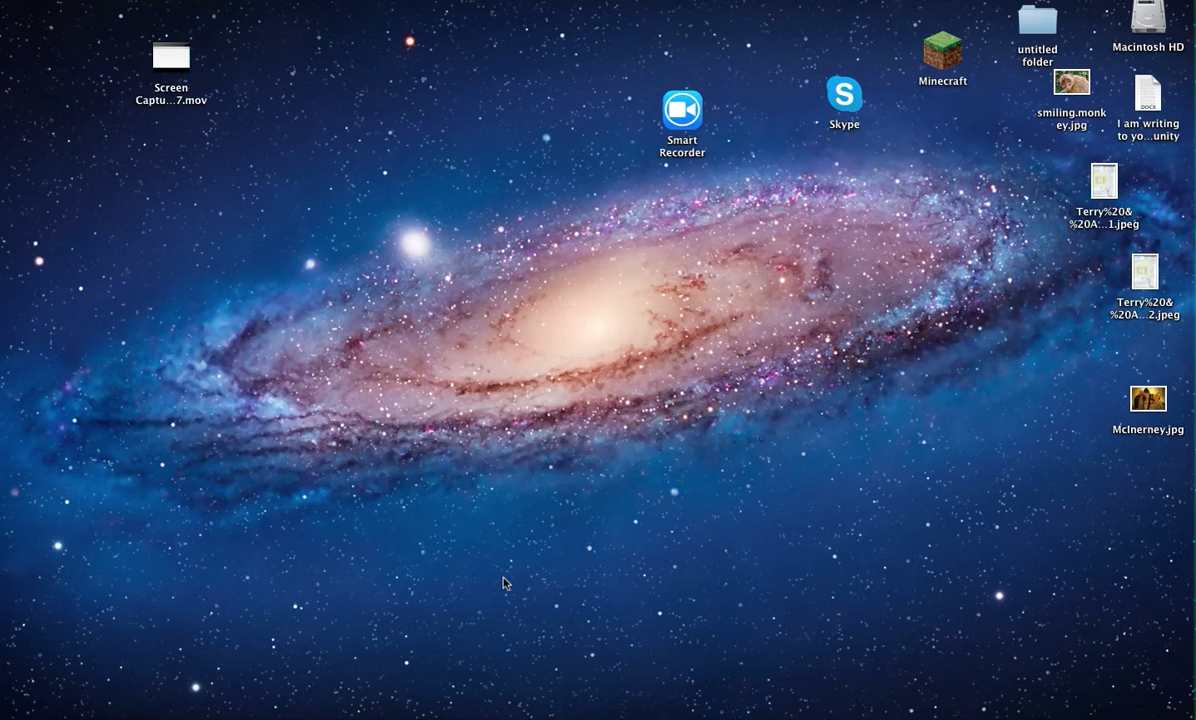 Screen
Captu...7.mov
Smart
Recorder
S
Skype
Minecraft
untitled
folder
Macintosh HD
smiling.monk
ey.jpg
DOCX
I am writing
to yo...unity
Terry%20&
%20A...1.jpeg
Terry%20&
%20A...2.jpeg
McInerney.jpg